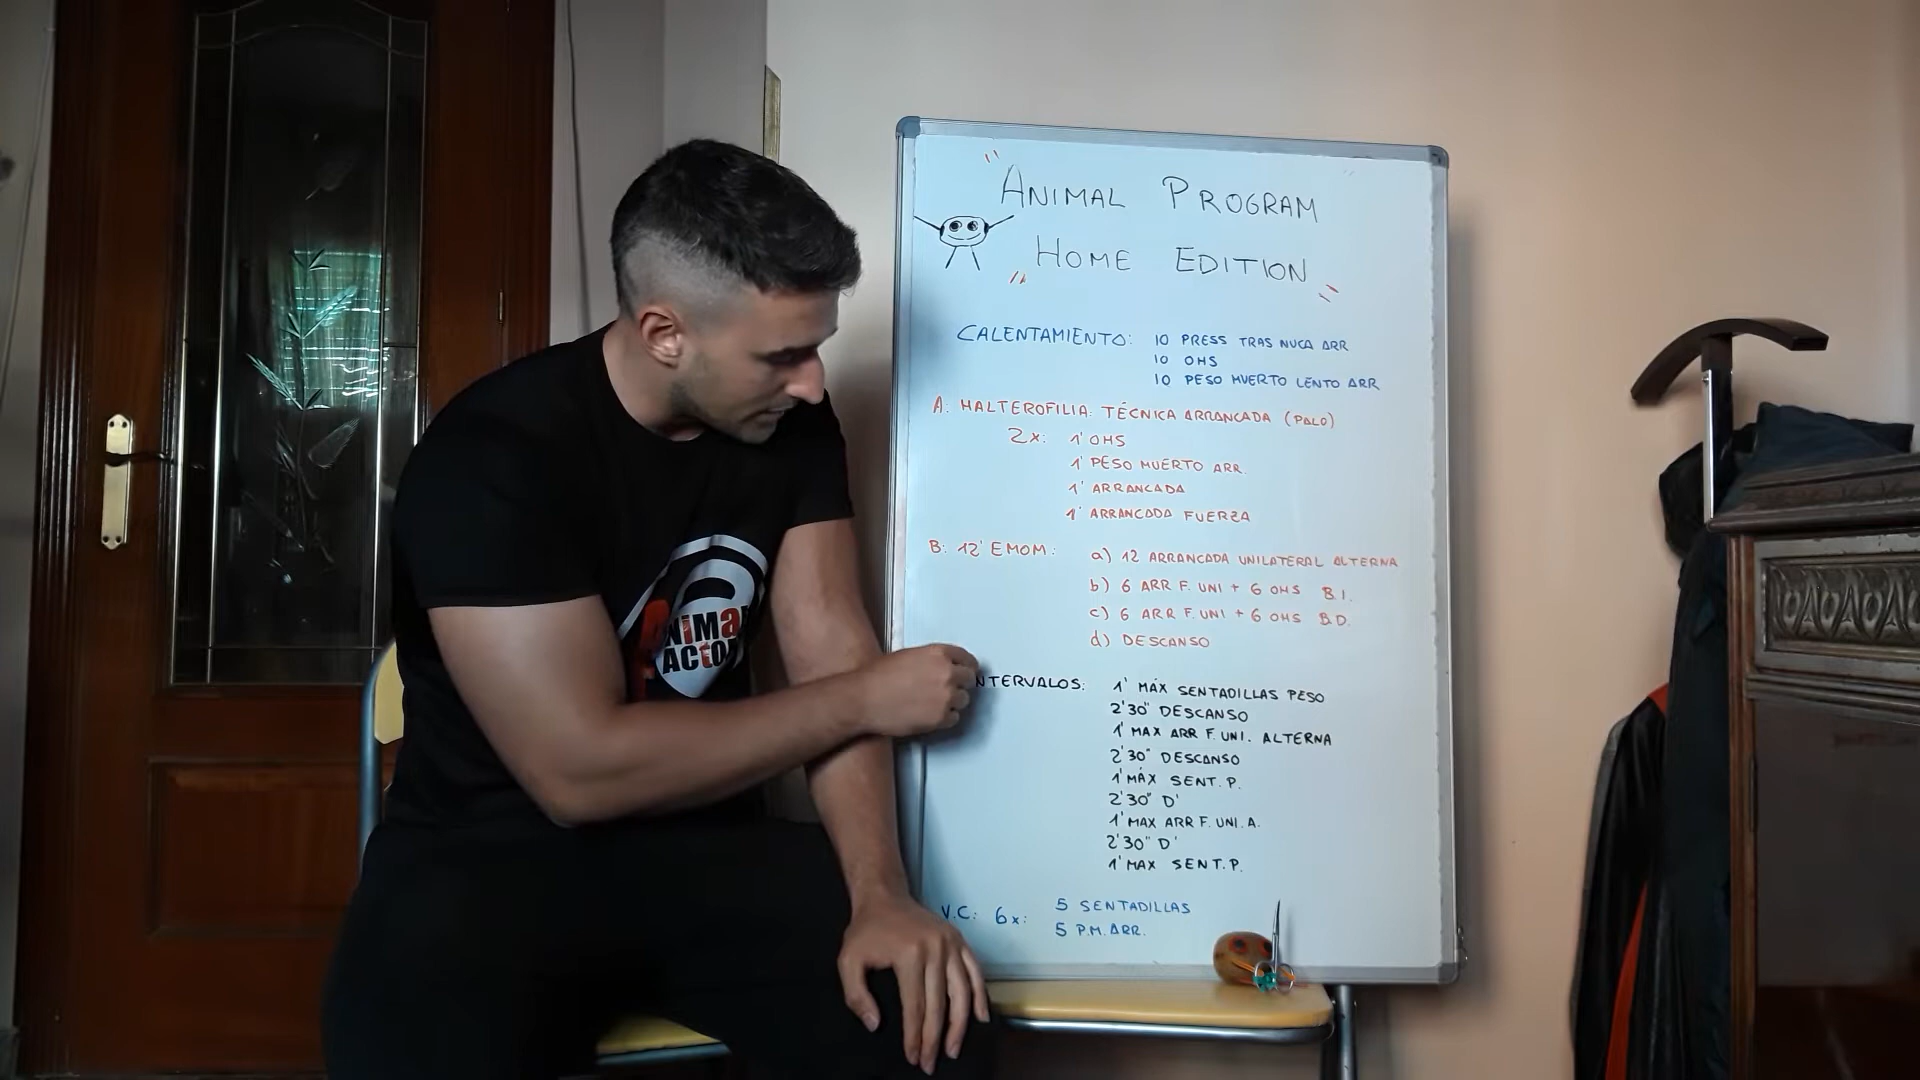 " ANIMAL PROGRAM
HOME EDITION "
CALENTAMIENTO: 10 PRESS TRAS NUCA ARR
10 OHS
10 PESO MUERTO LENTO ARR
A: HALTEROFILIA: TÉCNICA ARRANCADA (PALO)
2x: 1' OHS
1' PESO MUERTO ARR.
1' ARRANCADA
1' ARRANCADA FUERZA
B: 12' EMOM: a) 12 ARRANCADA UNILATERAL ALTERNA
b) 6 ARR F. UNI + 6 OHS B.I.
c) 6 ARR F. UNI + 6 OHS B.D.
d) DESCANSO
NTERVALOS: 1' MÁX SENTADILLAS PESO
2'30" DESCANSO
1' MAX ARR F. UNI. ALTERNA
2'30" DESCANSO
1' MÁX SENT. P.
2'30" D'
1' MAX ARR F. UNI. A.
2'30" D'
1' MAX SENT. P.
V.C: 6x: 5 SENTADILLAS
5 P.M. ARR.
ANIMAL
FACTO